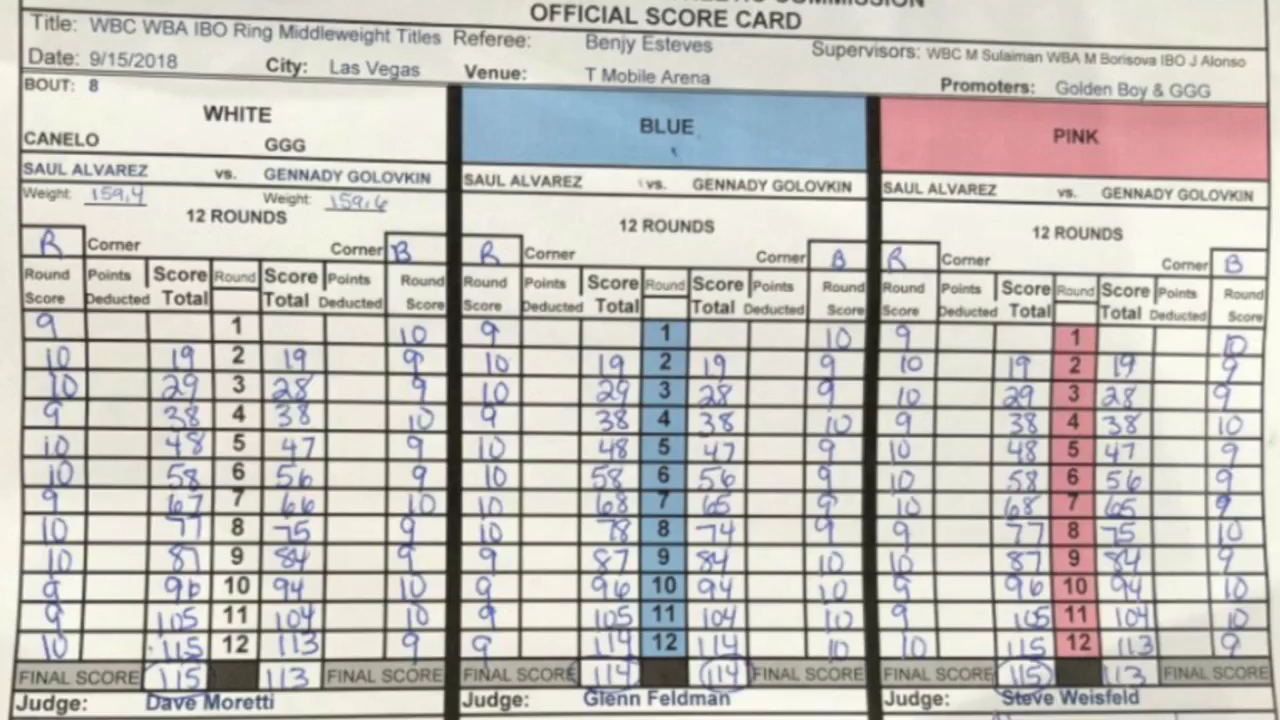 OFFICIAL SCORE CARD
Title: WBC WBA IBO Ring Middleweight Titles Referee: Benjy Esteves Supervisors: WBC M Sulaiman WBA M Borisova IBO J Alonso
Date: 9/15/2018 City: Las Vegas Venue: T Mobile Arena Promoters: Golden Boy & GGG
BOUT: 8
WHITE BLUE PINK
CANELO GGG
SAUL ALVAREZ vs. GENNADY GOLOVKIN SAUL ALVAREZ vs. GENNADY GOLOVKIN SAUL ALVAREZ vs. GENNADY GOLOVKIN
Weight: 159.4 Weight: 159.6
12 ROUNDS 12 ROUNDS 12 ROUNDS
R Corner Corner B R Corner Corner B R Corner Corner B
Round Points Score Round Score Points Round Round Points Score Round Score Points Round Round Points Score Round Score Points Round
Score Deducted Total Total Deducted Score Score Deducted Total Total Deducted Score Score Deducted Total Total Deducted Score
9 1 10 9 1 10 9 1 10
10 19 2 19 9 10 19 2 19 9 10 19 2 19 9
10 29 3 28 9 10 29 3 28 9 10 29 3 28 9
9 38 4 38 10 9 38 4 38 10 9 38 4 38 10
10 48 5 47 9 10 48 5 47 9 10 48 5 47 9
10 58 6 56 9 10 58 6 56 9 10 58 6 56 9
9 67 7 66 10 10 68 7 65 9 10 68 7 65 9
10 77 8 75 9 10 78 8 74 9 9 77 8 75 10
10 87 9 84 9 9 87 9 84 10 10 87 9 84 9
9 96 10 94 10 9 96 10 94 10 9 96 10 94 10
9 105 11 104 10 9 105 11 104 10 9 105 11 104 10
10 115 12 113 9 9 114 12 114 10 10 115 12 113 9
FINAL SCORE 115 113 FINAL SCORE FINAL SCORE 114 114 FINAL SCORE FINAL SCORE 115 113 FINAL SCORE
Judge: Dave Moretti Judge: Glenn Feldman Judge: Steve Weisfeld